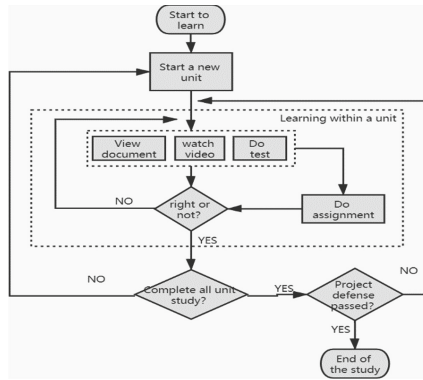 Start to
learn
Start a new
unit
Learning within a unit
View
document
watch
video
Do
test
NO
right or
not?
Do
assignment
YES
NO
Complete all unit
study?
YES
Project
defense
passed?
NO
YES
End of
the study